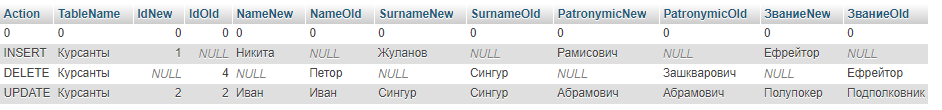 Action TableName IdNew IdOld NameNew NameOld SurnameNew SurnameOld PatronymicNew PatronymicOld ЗваниеNew ЗваниеOld
0 0 0 0 0 0 0 0 0 0 0 0
INSERT Курсанты 1 NULL Никита NULL Жуланов NULL Рамисович NULL Ефрейтор NULL
DELETE Курсанты NULL 4 NULL Петор NULL Сингур NULL Зашкварович NULL Ефрейтор
UPDATE Курсанты 2 2 Иван Иван Сингур Сингур Абрамович Абрамович Полупокер Подполковник